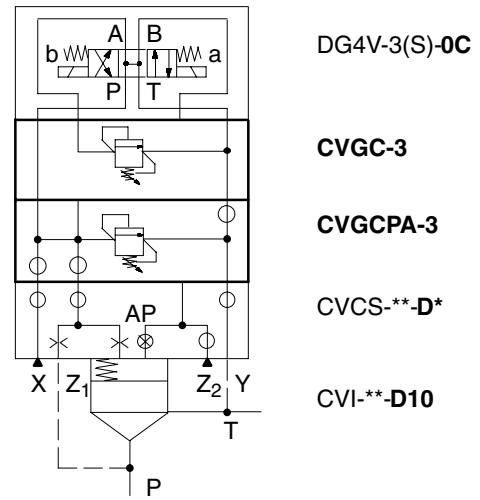 A B
b a
P T
DG4V-3(S)-0C
CVGC-3
CVGCPA-3
AP
CVCS-**-D*
X Z1 Z2 Y
CVI-**-D10
T
P